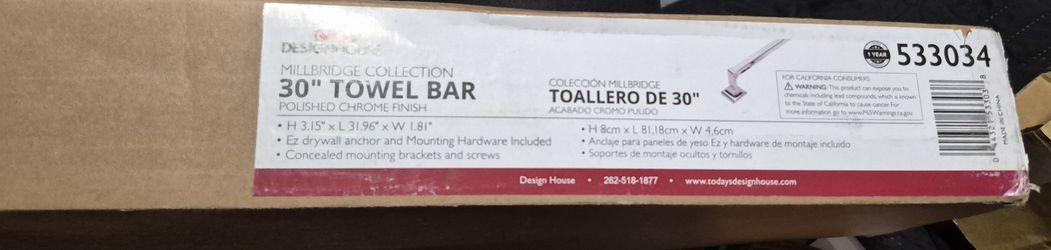 DESIGNHOUSE
MILLBRIDGE COLLECTION
30" TOWEL BAR
POLISHED CHROME FINISH
• H 3.15" x L 31.96" x W 1.81"
• Ez drywall anchor and Mounting Hardware Included
• Concealed mounting brackets and screws
COLECCIÓN MILLBRIDGE
TOALLERO DE 30"
ACABADO CROMO PULIDO
• H 8cm x L 81,18cm x W 4,6cm
• Anclaje para paneles de yeso Ez y hardware de montaje incluido
• Soportes de montaje ocultos y tornillos
1 YEAR
533034
FOR CALIFORNIA CONSUMERS
WARNING: This product can expose you to
chemicals including lead compounds, which is known
to the State of California to cause cancer. For
more information go to www.P65Warnings.ca.gov
MADE IN CHINA
Design House • 262-518-1877 • www.todaysdesignhouse.com